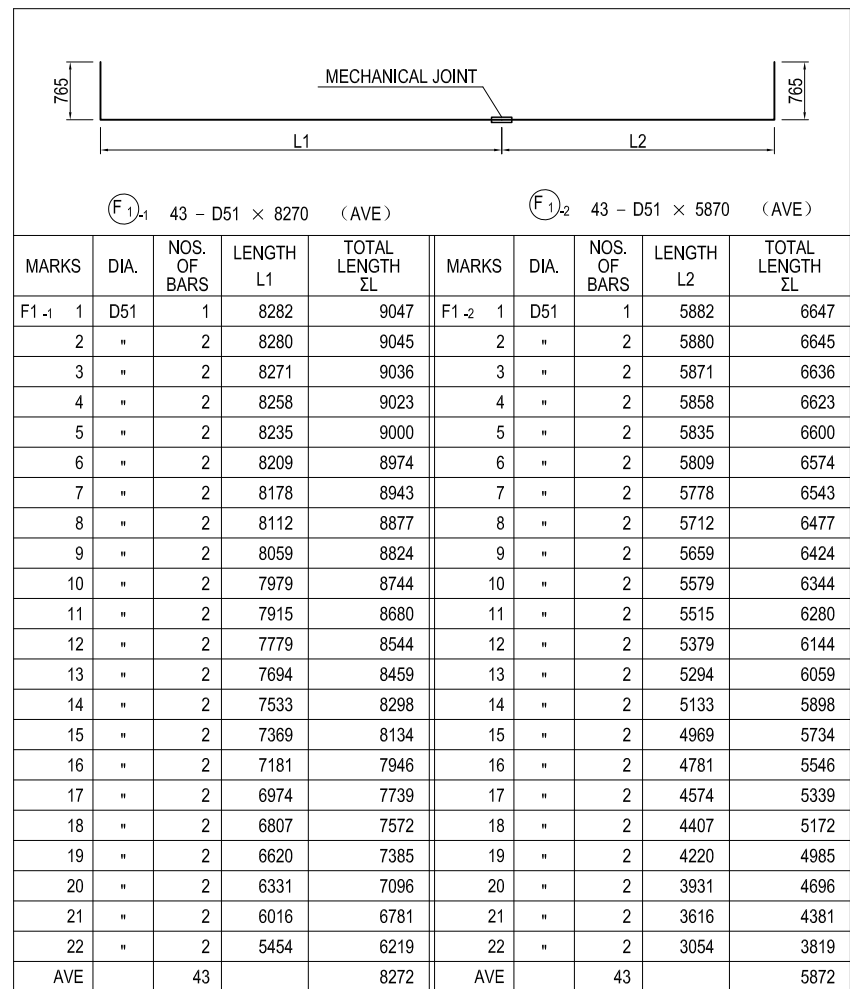 765
MECHANICAL JOINT
765
L1
L2
F 1 -1 43 – D51 × 8270 （AVE）
F 1 -2 43 – D51 × 5870 （AVE）
MARKS DIA. NOS. OF BARS LENGTH L1 TOTAL LENGTH ΣL MARKS DIA. NOS. OF BARS LENGTH L2 TOTAL LENGTH ΣL
F1 -1 1 D51 1 8282 9047 F1 -2 1 D51 1 5882 6647
2 " 2 8280 9045 2 " 2 5880 6645
3 " 2 8271 9036 3 " 2 5871 6636
4 " 2 8258 9023 4 " 2 5858 6623
5 " 2 8235 9000 5 " 2 5835 6600
6 " 2 8209 8974 6 " 2 5809 6574
7 " 2 8178 8943 7 " 2 5778 6543
8 " 2 8112 8877 8 " 2 5712 6477
9 " 2 8059 8824 9 " 2 5659 6424
10 " 2 7979 8744 10 " 2 5579 6344
11 " 2 7915 8680 11 " 2 5515 6280
12 " 2 7779 8544 12 " 2 5379 6144
13 " 2 7694 8459 13 " 2 5294 6059
14 " 2 7533 8298 14 " 2 5133 5898
15 " 2 7369 8134 15 " 2 4969 5734
16 " 2 7181 7946 16 " 2 4781 5546
17 " 2 6974 7739 17 " 2 4574 5339
18 " 2 6807 7572 18 " 2 4407 5172
19 " 2 6620 7385 19 " 2 4220 4985
20 " 2 6331 7096 20 " 2 3931 4696
21 " 2 6016 6781 21 " 2 3616 4381
22 " 2 5454 6219 22 " 2 3054 3819
AVE 43 8272 AVE 43 5872